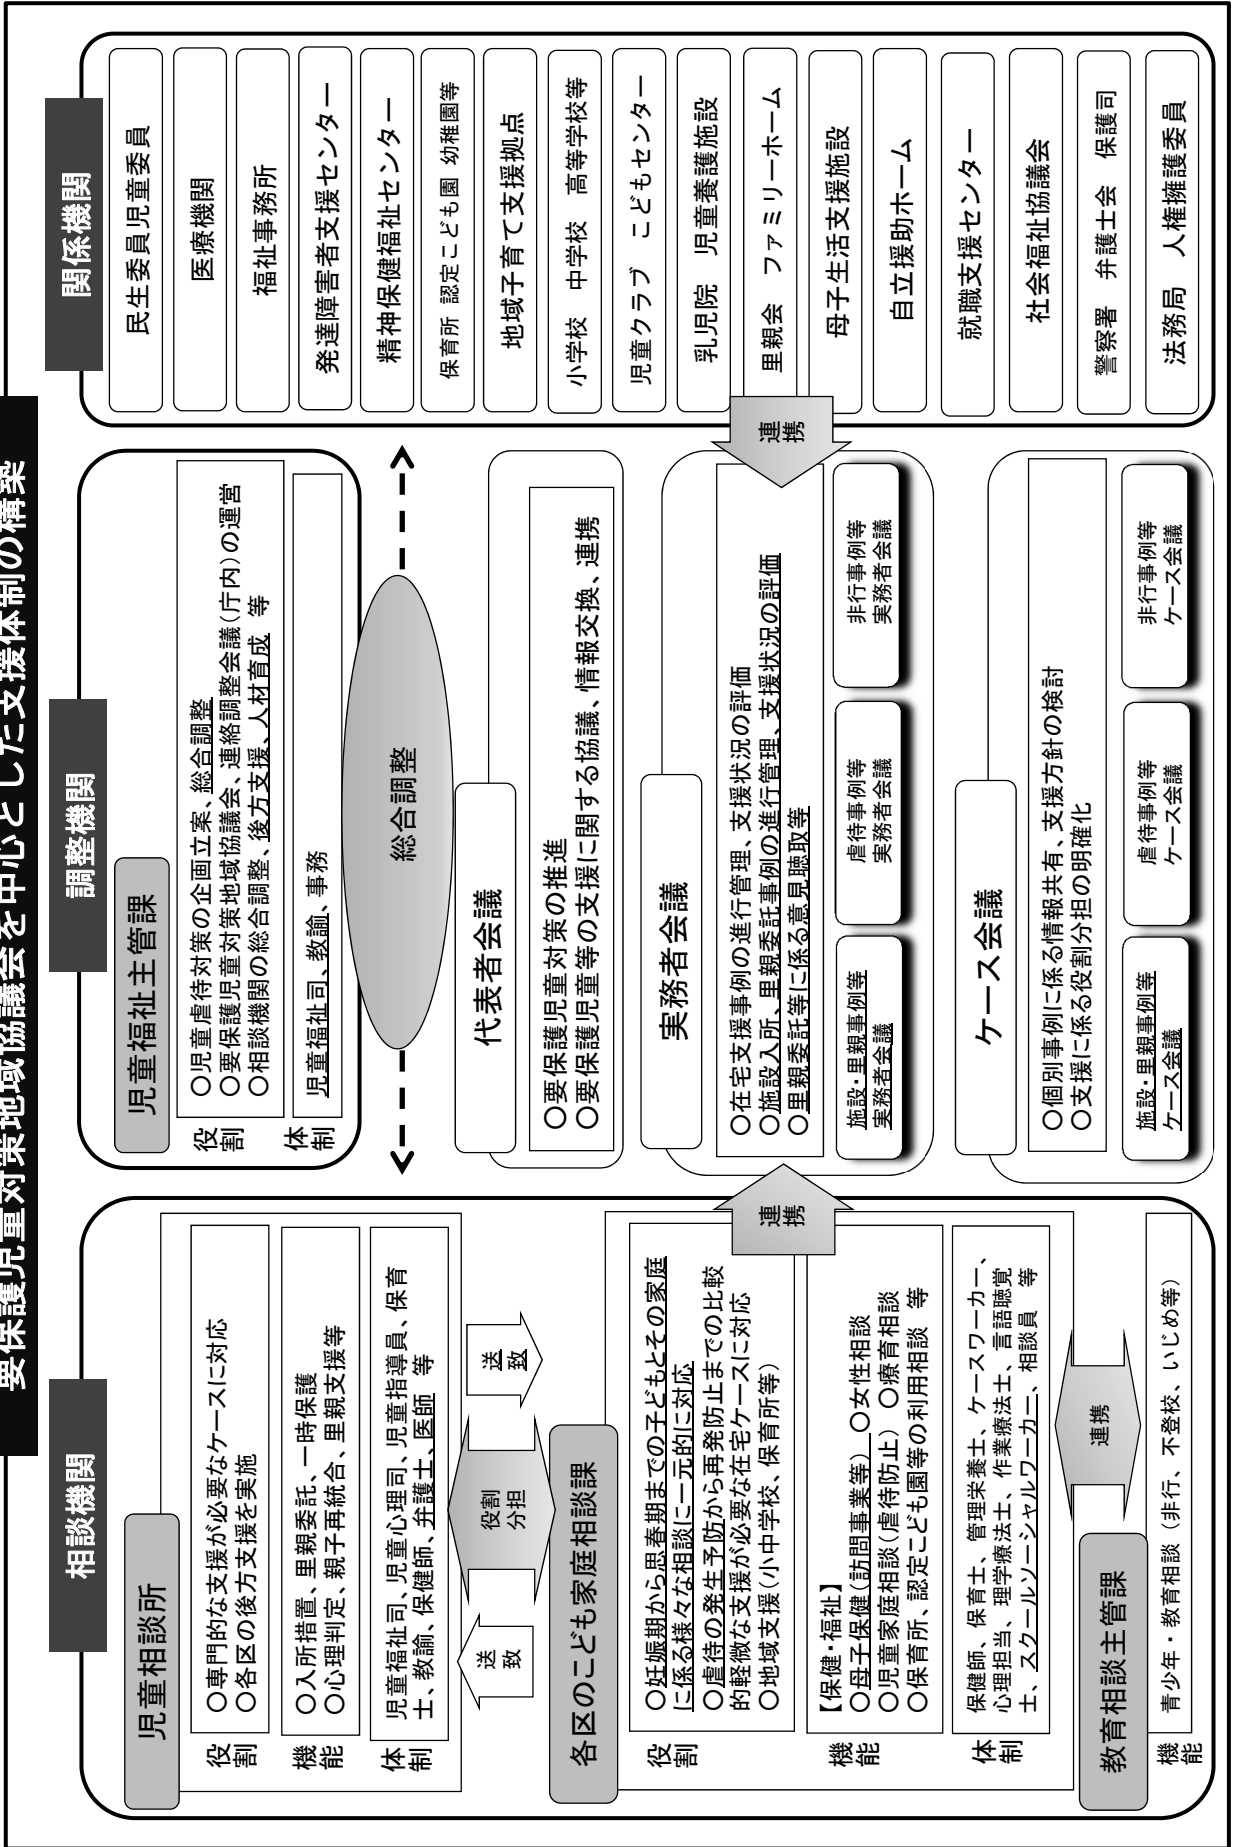 要保護児童対策地域協議会を中心とした支援体制の構築
相談機関
児童相談所
役割
○専門的な支援が必要なケースに対応
○各区の後方支援を実施
機能
○入所措置、里親委託、一時保護
○心理判定、親子再統合、里親支援等
体制
児童福祉司、児童心理司、児童指導員、保育
士、教諭、保健師、弁護士、医師 等
送致
役割
分担
送致
各区のこども家庭相談課
役割
○妊娠期から思春期までの子どもとその家庭
に係る様々な相談に一元的に対応
○虐待の発生予防から再発防止までの比較
的軽微な支援が必要な在宅ケースに対応
○地域支援(小中学校、保育所等)
機能
【保健・福祉】
○母子保健(訪問事業等) ○女性相談
○児童家庭相談(虐待防止) ○療育相談
○保育所、認定こども園等の利用相談 等
体制
保健師、保育士、管理栄養士、ケースワーカー、
心理担当、理学療法士、作業療法士、言語聴覚
士、スクールソーシャルワーカー、相談員 等
連携
教育相談主管課
機能
青少年・教育相談(非行、不登校、いじめ等)
調整機関
児童福祉主管課
役割
○児童虐待対策の企画立案、総合調整
○要保護児童対策地域協議会、連絡調整会議(庁内)の運営
○相談機関の総合調整、後方支援、人材育成 等
体制
児童福祉司、教諭、事務
総合調整
代表者会議
○要保護児童対策の推進
○要保護児童等の支援に関する協議、情報交換、連携
実務者会議
○在宅支援事例の進行管理、支援状況の評価
○施設入所、里親委託事例の進行管理、支援状況の評価
○里親委託等に係る意見聴取等
施設・里親事例等
実務者会議
虐待事例等
実務者会議
非行事例等
実務者会議
連携
連携
ケース会議
○個別事例に係る情報共有、支援方針の検討
○支援に係る役割分担の明確化
施設・里親事例等
ケース会議
虐待事例等
ケース会議
非行事例等
ケース会議
関係機関
民生委員児童委員
医療機関
福祉事務所
発達障害者支援センター
精神保健福祉センター
保育所 認定こども園 幼稚園等
地域子育て支援拠点
小学校 中学校 高等学校等
児童クラブ こどもセンター
乳児院 児童養護施設
里親会 ファミリーホーム
母子生活支援施設
自立援助ホーム
就職支援センター
社会福祉協議会
警察署 弁護士会 保護司
法務局 人権擁護委員